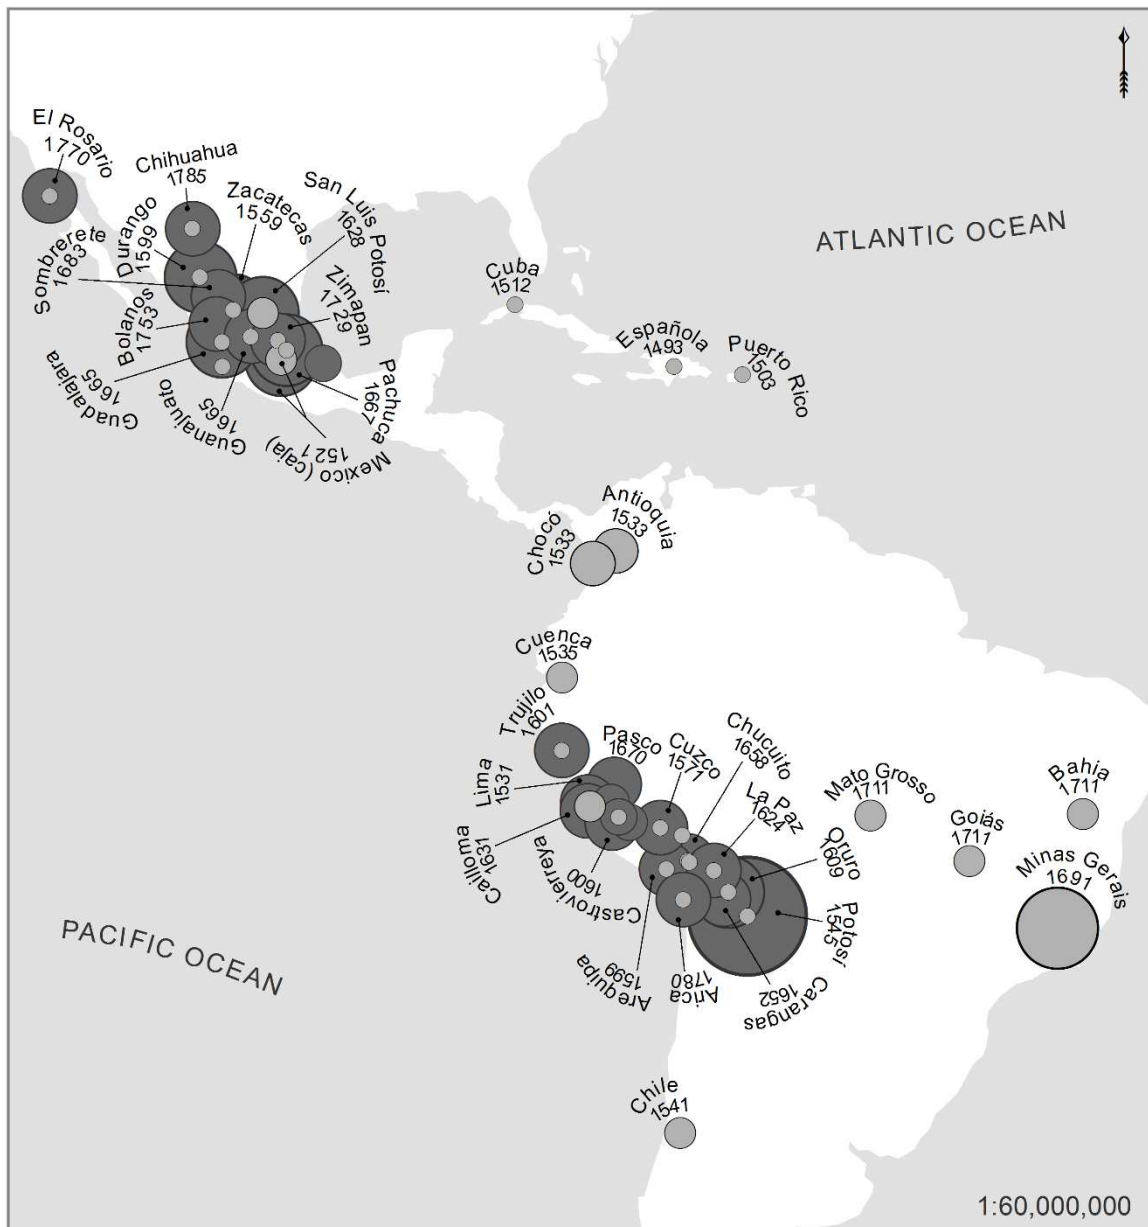 El Rosario
1770
Chihuahua
1785
Zacatecas
1559
San Luis Potosí
1628
Durango
1599
Sombrerete
1683
Bolanos
1753
Zimapan
1729
Guadalajara
1665
Guanajuato
1665
Mexico (caja)
1521
Pachuca
1667
ATLANTIC OCEAN
Cuba
1512
Española
1493
Puerto Rico
1503
Antioquia
1533
Chocó
1533
Cuenca
1535
Trujilo
1601
Pasco
1670
Cuzco
1571
Chucuito
1658
Lima
1531
La Paz
1624
Cailloma
1631
Castrovirreya
1600
Oruro
1609
Potosí
1545
Mato Grosso
1711
Goiás
1711
Bahía
1711
Minas Gerais
1691
Arequipa
1599
Arica
1780
Carangas
1652
PACIFIC OCEAN
Chile
1541
1:60,000,000